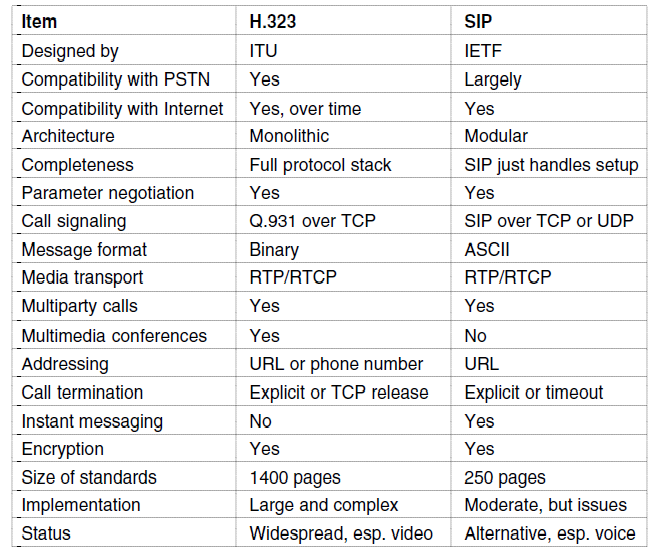 Item H.323 SIP
Designed by ITU IETF
Compatibility with PSTN Yes Largely
Compatibility with Internet Yes, over time Yes
Architecture Monolithic Modular
Completeness Full protocol stack SIP just handles setup
Parameter negotiation Yes Yes
Call signaling Q.931 over TCP SIP over TCP or UDP
Message format Binary ASCII
Media transport RTP/RTCP RTP/RTCP
Multiparty calls Yes Yes
Multimedia conferences Yes No
Addressing URL or phone number URL
Call termination Explicit or TCP release Explicit or timeout
Instant messaging No Yes
Encryption Yes Yes
Size of standards 1400 pages 250 pages
Implementation Large and complex Moderate, but issues
Status Widespread, esp. video Alternative, esp. voice